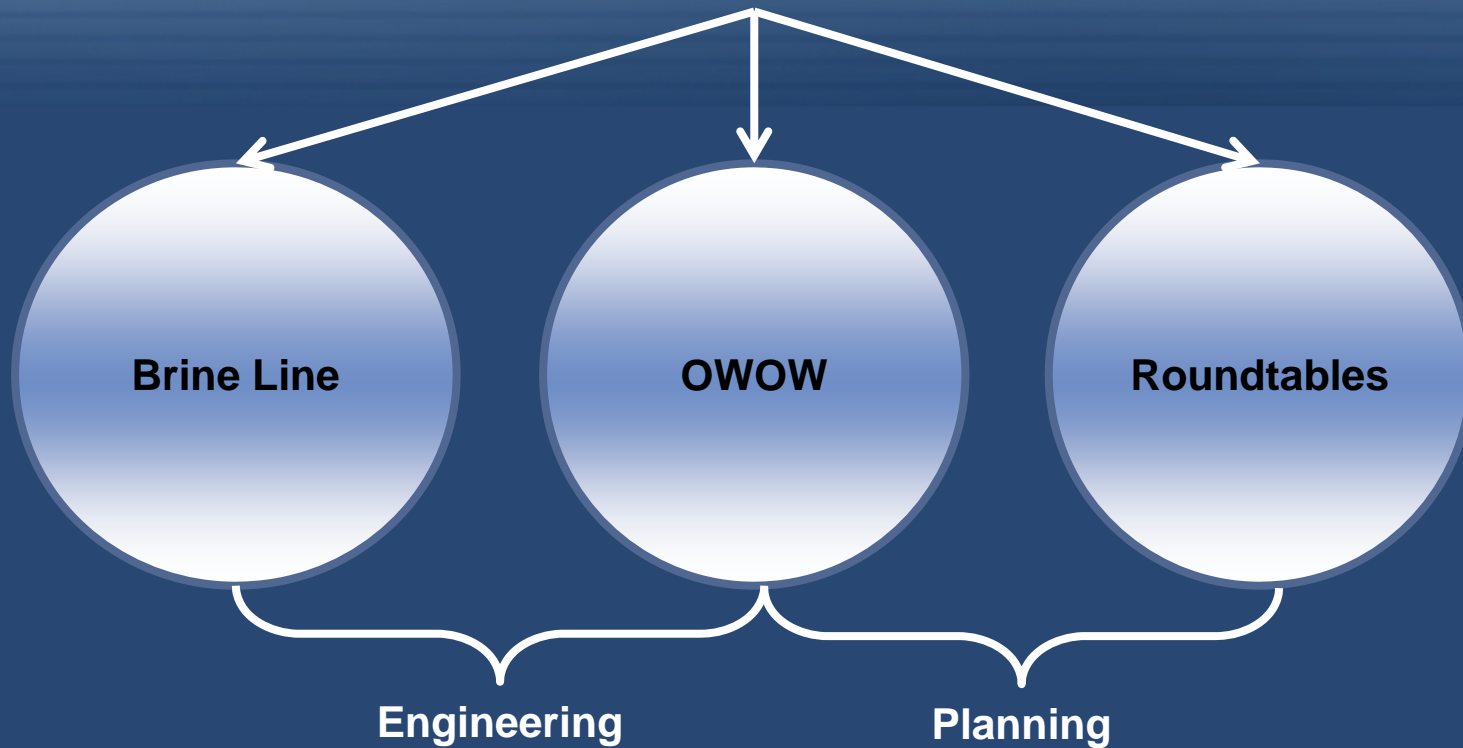 Brine Line
OWOW
Roundtables
Engineering
Planning